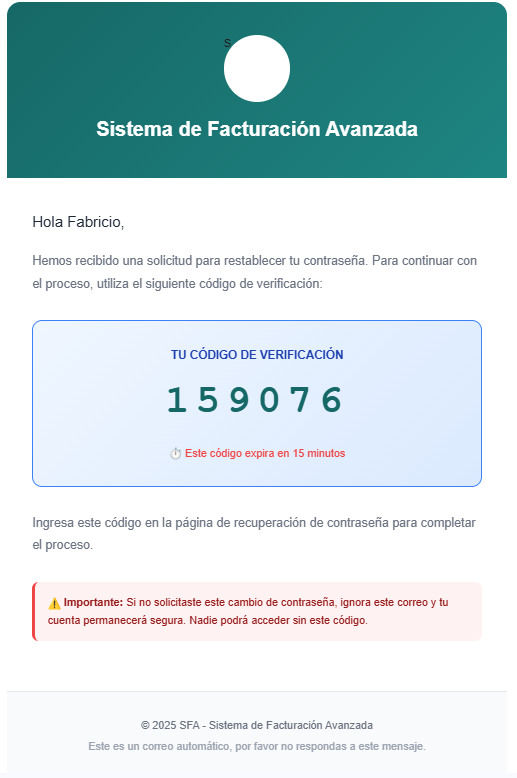 S
Sistema de Facturación Avanzada
Hola Fabricio,
Hemos recibido una solicitud para restablecer tu contraseña. Para continuar con
el proceso, utiliza el siguiente código de verificación:
TU CÓDIGO DE VERIFICACIÓN
159076
⏱️ Este código expira en 15 minutos
Ingresa este código en la página de recuperación de contraseña para completar
el proceso.
⚠️ Importante: Si no solicitaste este cambio de contraseña, ignora este correo y tu
cuenta permanecerá segura. Nadie podrá acceder sin este código.
© 2025 SFA - Sistema de Facturación Avanzada
Este es un correo automático, por favor no respondas a este mensaje.